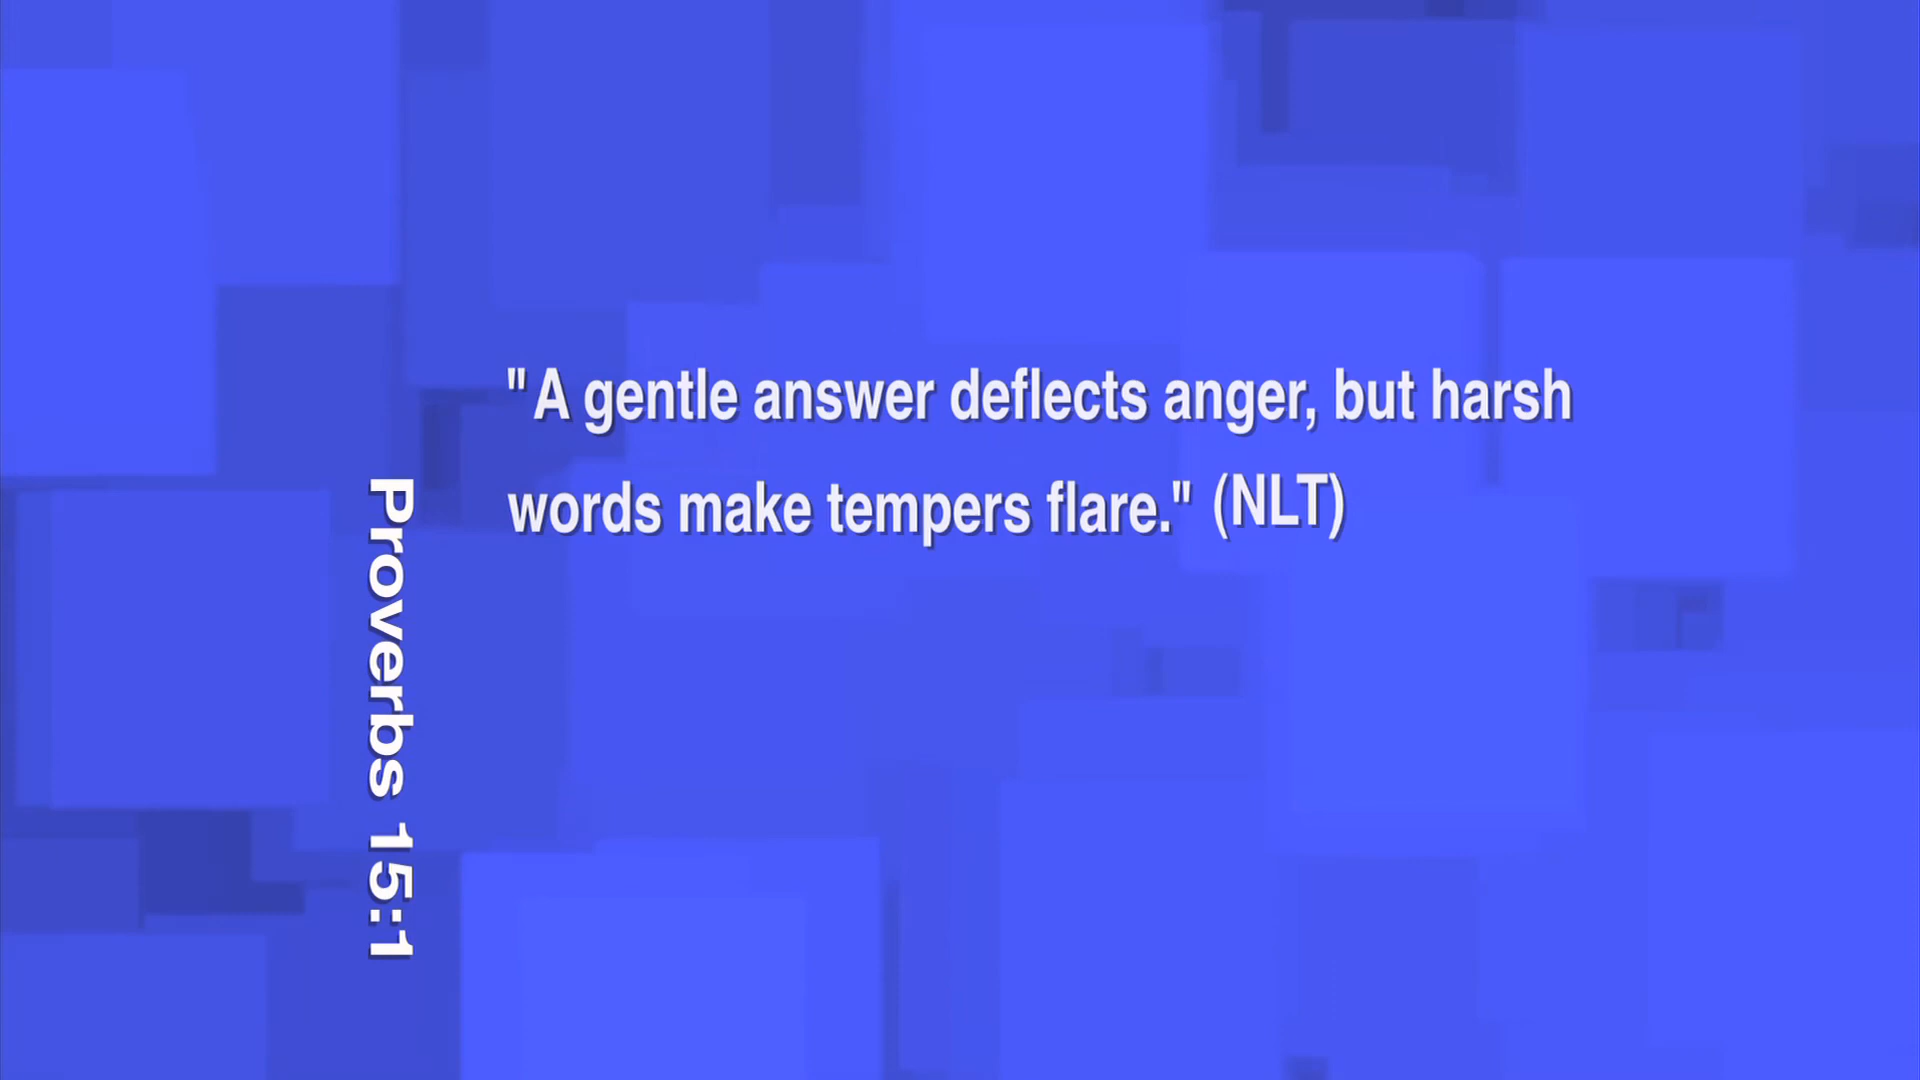 "A gentle answer deflects anger, but harsh
words make tempers flare." (NLT)
Proverbs 15:1